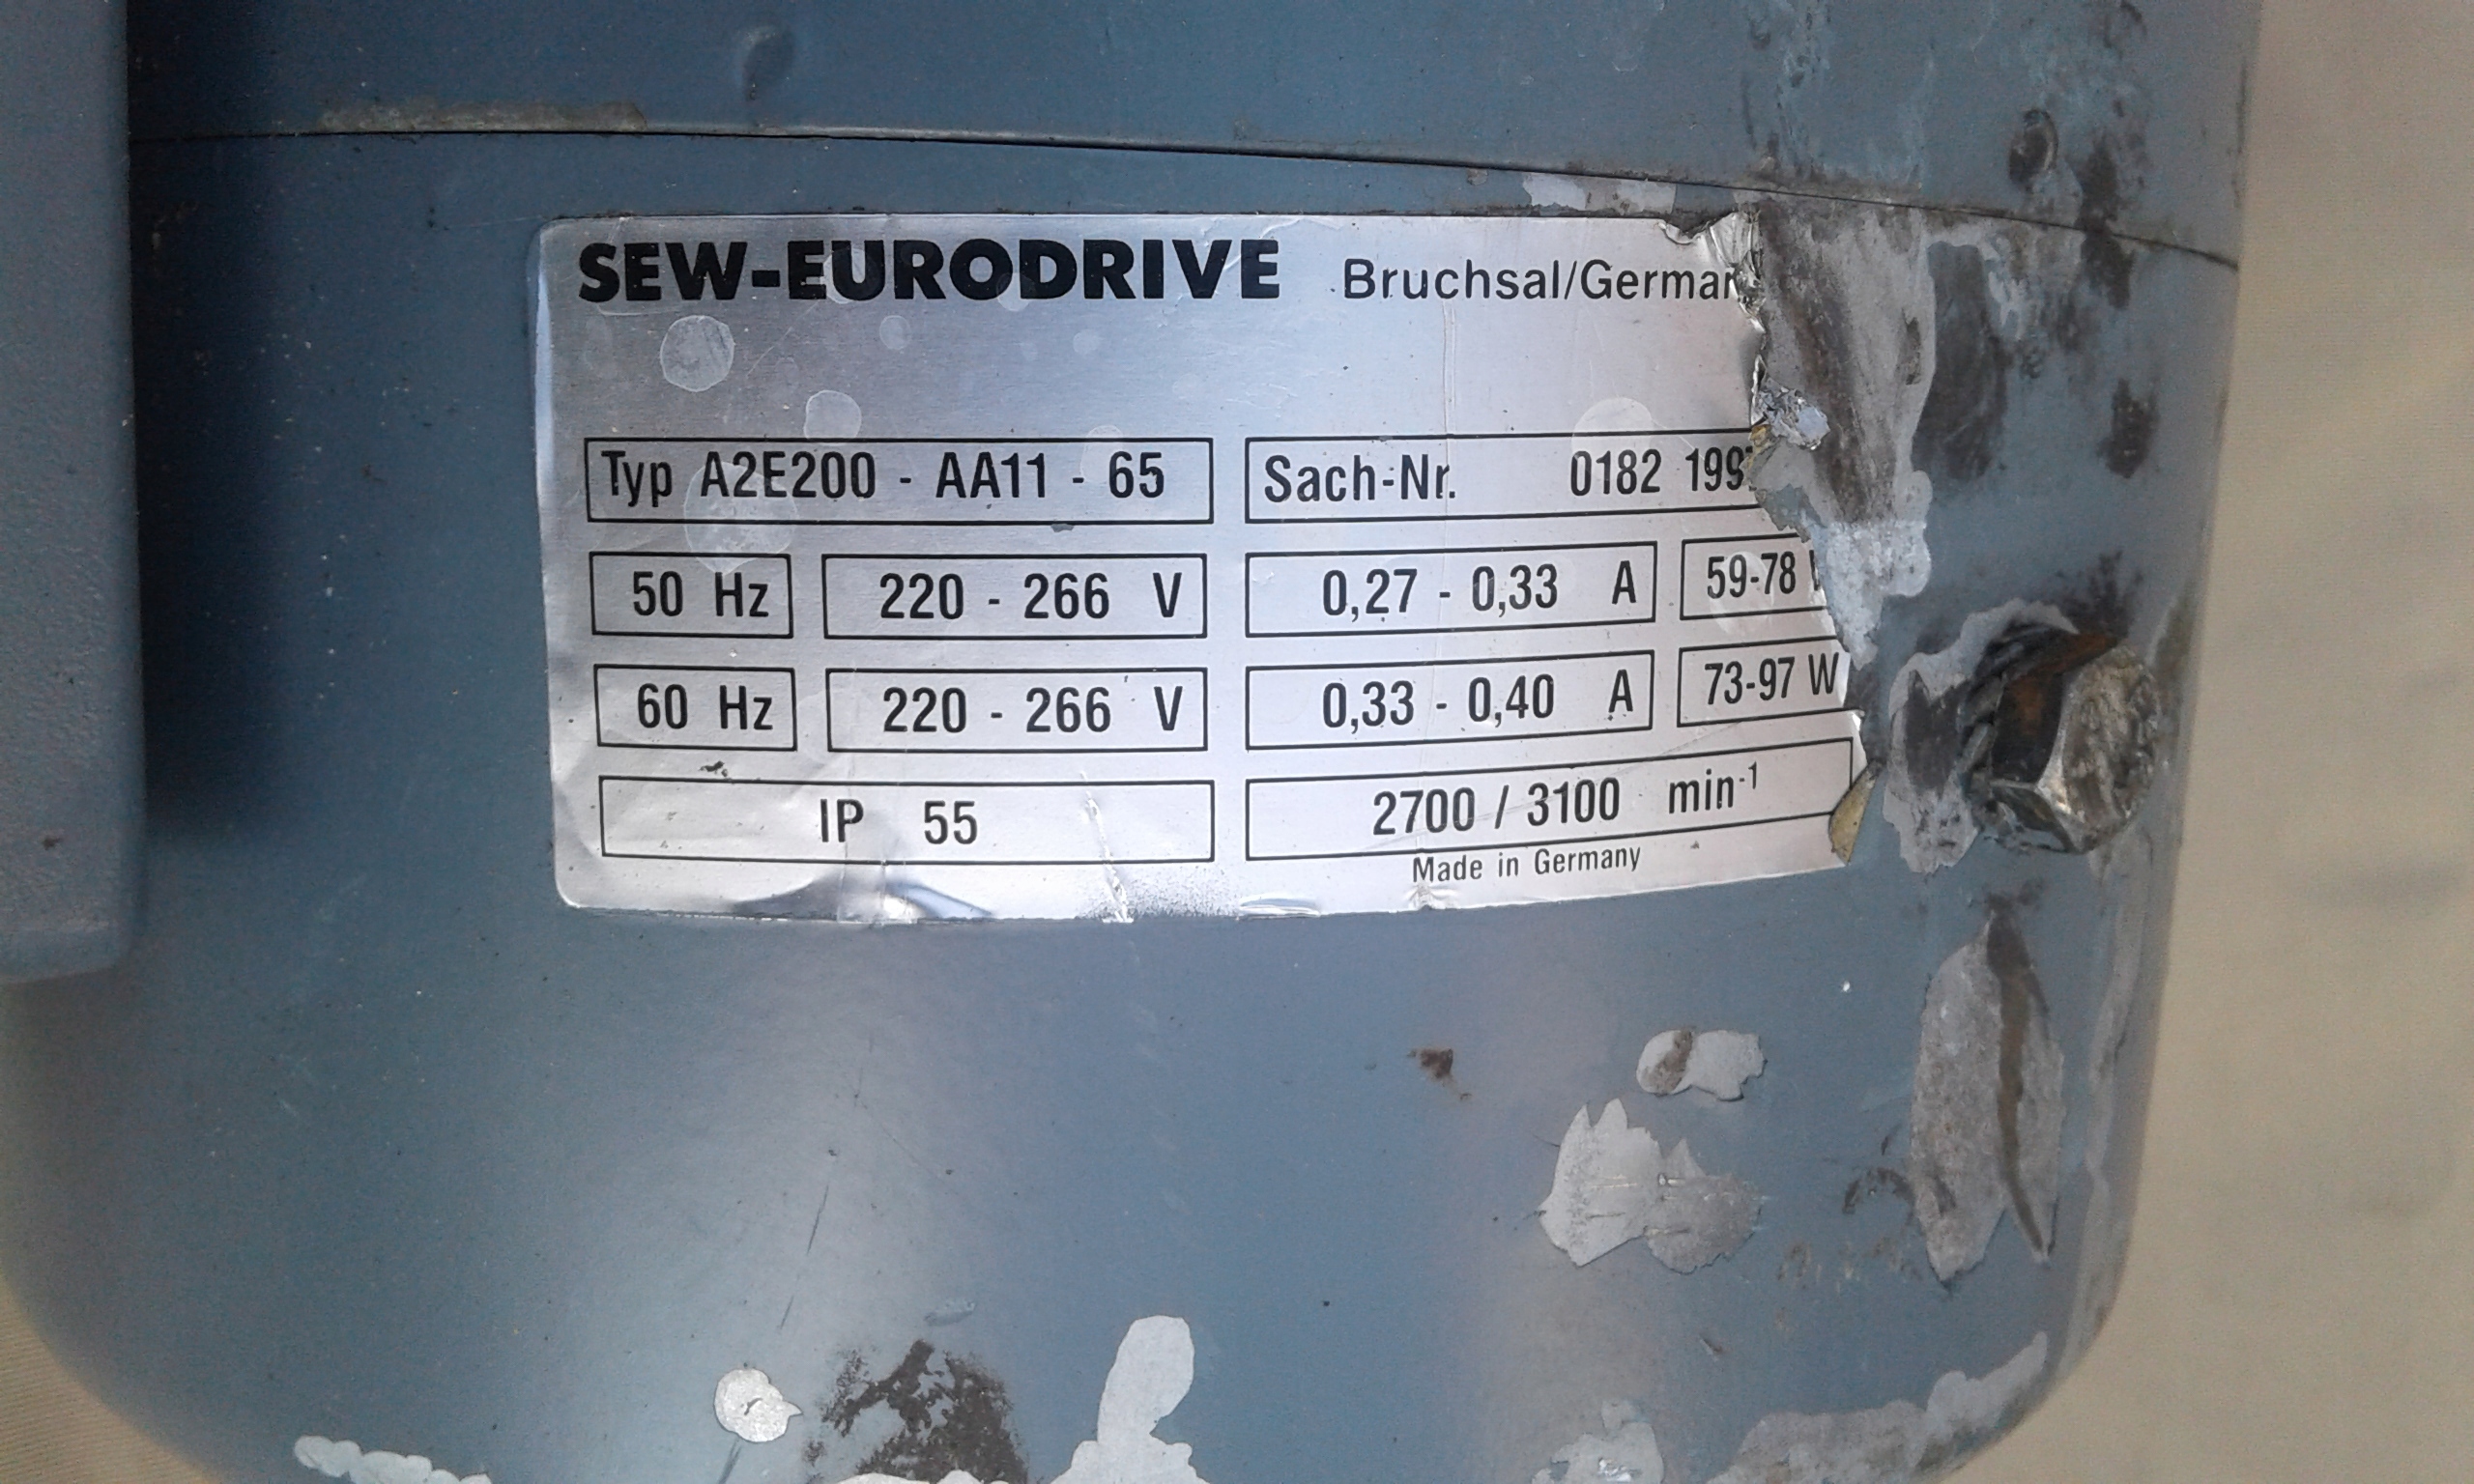 SEW-EURODRIVE Bruchsal/German
Typ A2E200 - AA11 - 65 Sach-Nr. 0182 199
50 Hz 220 - 266 V 0,27 - 0,33 A 59-78
60 Hz 220 - 266 V 0,33 - 0,40 A 73-97 W
IP 55 2700 / 3100 min-1
Made in Germany